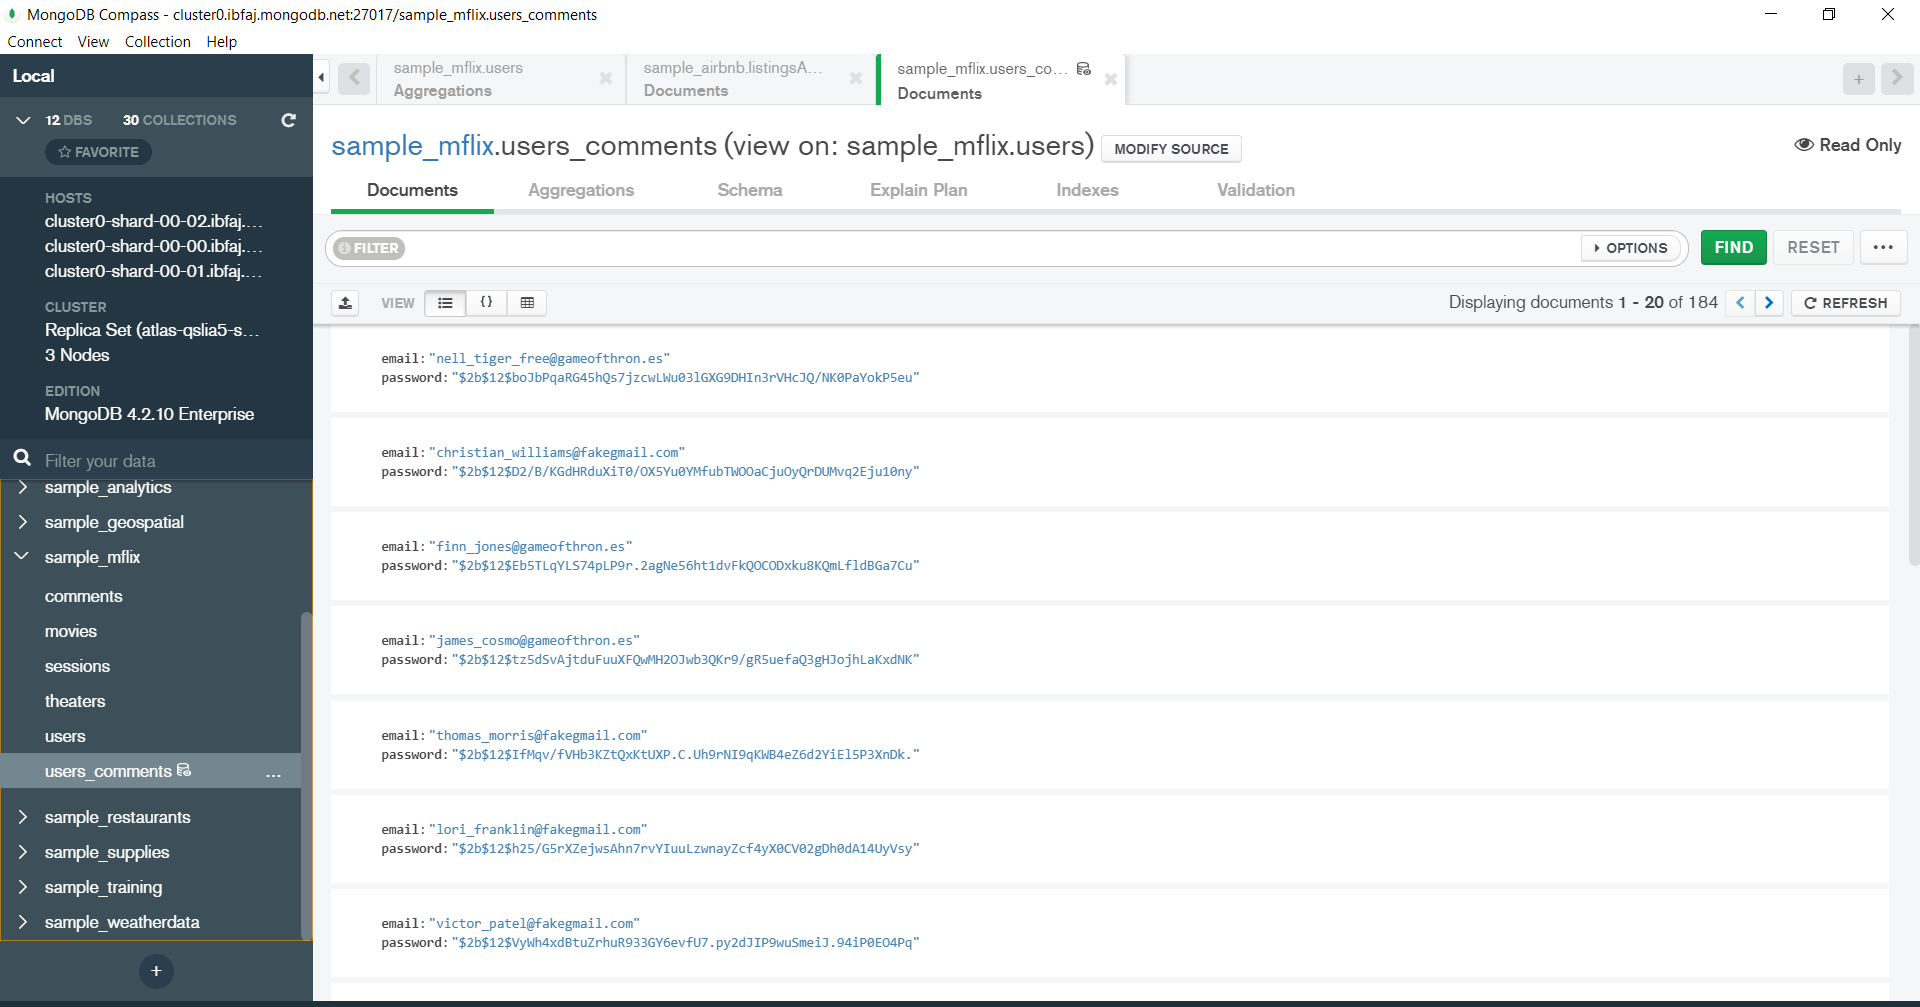 MongoDB Compass - cluster0.ibfaj.mongodb.net:27017/sample_mflix.users_comments
Connect View Collection Help
Local
12 DBS 30 COLLECTIONS
FAVORITE
HOSTS
cluster0-shard-00-02.ibfaj....
cluster0-shard-00-00.ibfaj....
cluster0-shard-00-01.ibfaj....
CLUSTER
Replica Set (atlas-qslia5-s...
3 Nodes
EDITION
MongoDB 4.2.10 Enterprise
Filter your data
sample_analytics
sample_geospatial
sample_mflix
comments
movies
sessions
theaters
users
users_comments ...
sample_restaurants
sample_supplies
sample_training
sample_weatherdata
+
sample_mflix.users
Aggregations
sample_airbnb.listingsA...
Documents
sample_mflix.users_co...
Documents
sample_mflix.users_comments (view on: sample_mflix.users) MODIFY SOURCE
Read Only
Documents Aggregations Schema Explain Plan Indexes Validation
FILTER OPTIONS FIND RESET ...
VIEW {} Displaying documents 1 - 20 of 184 REFRESH
email: "nell_tiger_free@gameofthron.es"
password: "$2b$12$boJbPqaRG45hQs7jzcwLWu03lGXG9DHIn3rVHcJQ/NK0PaYokP5eu"
email: "christian_williams@fakegmail.com"
password: "$2b$12$D2/B/KGdHRduXiT0/OX5Yu0YMfubTWOOaCjuOyQrDUMvq2Eju10ny"
email: "finn_jones@gameofthron.es"
password: "$2b$12$Eb5TLqYLS74pLP9r.2agNe56ht1dvFkQOCODxku8KQmLfldBGa7Cu"
email: "james_cosmo@gameofthron.es"
password: "$2b$12$tz5dSvAjtduFuuXFQwMH2OJwb3QKr9/gR5uefaQ3gHJojhLaKxdNK"
email: "thomas_morris@fakegmail.com"
password: "$2b$12$IfMqv/fVHb3KZtQxKtUXP.C.Uh9rNI9qKWB4eZ6d2YiEl5P3XnDk."
email: "lori_franklin@fakegmail.com"
password: "$2b$12$h25/G5rXZejwsAhn7rvYIuuLzwnayZcf4yX0CV02gDh0dA14UyVsy"
email: "victor_patel@fakegmail.com"
password: "$2b$12$VyWh4xdBtuZrhuR933GY6evfU7.py2dJIP9wuSmeiJ.94iP0EO4Pq"